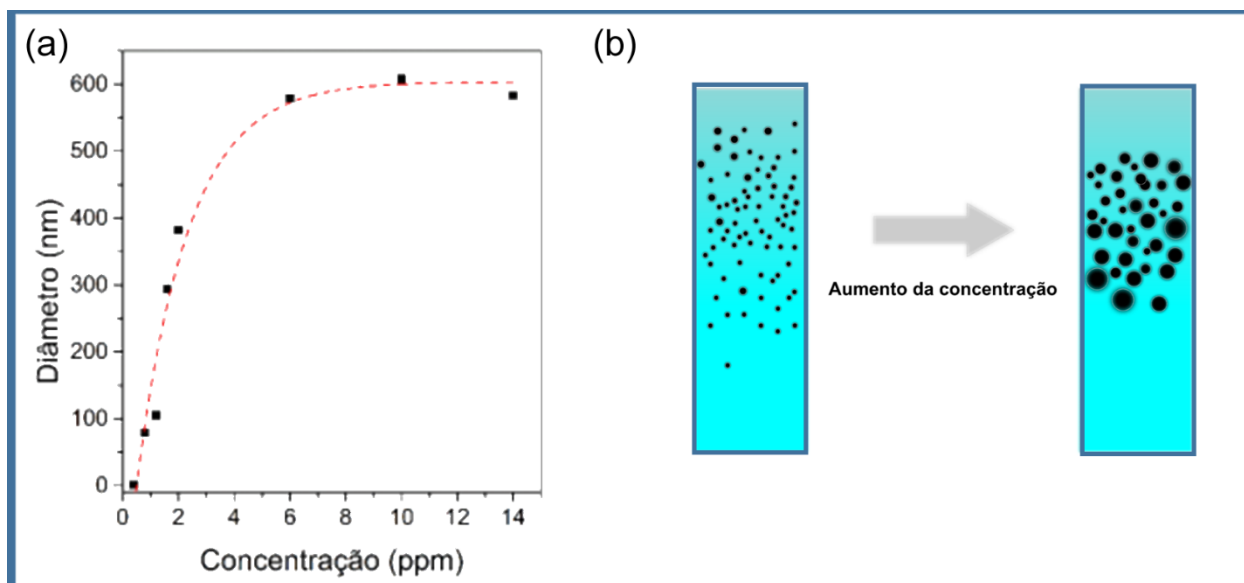 (a)
(b)
Diâmetro (nm)
600
500
400
300
200
100
0
0 2 4 6 8 10 12 14
Concentração (ppm)
Aumento da concentração